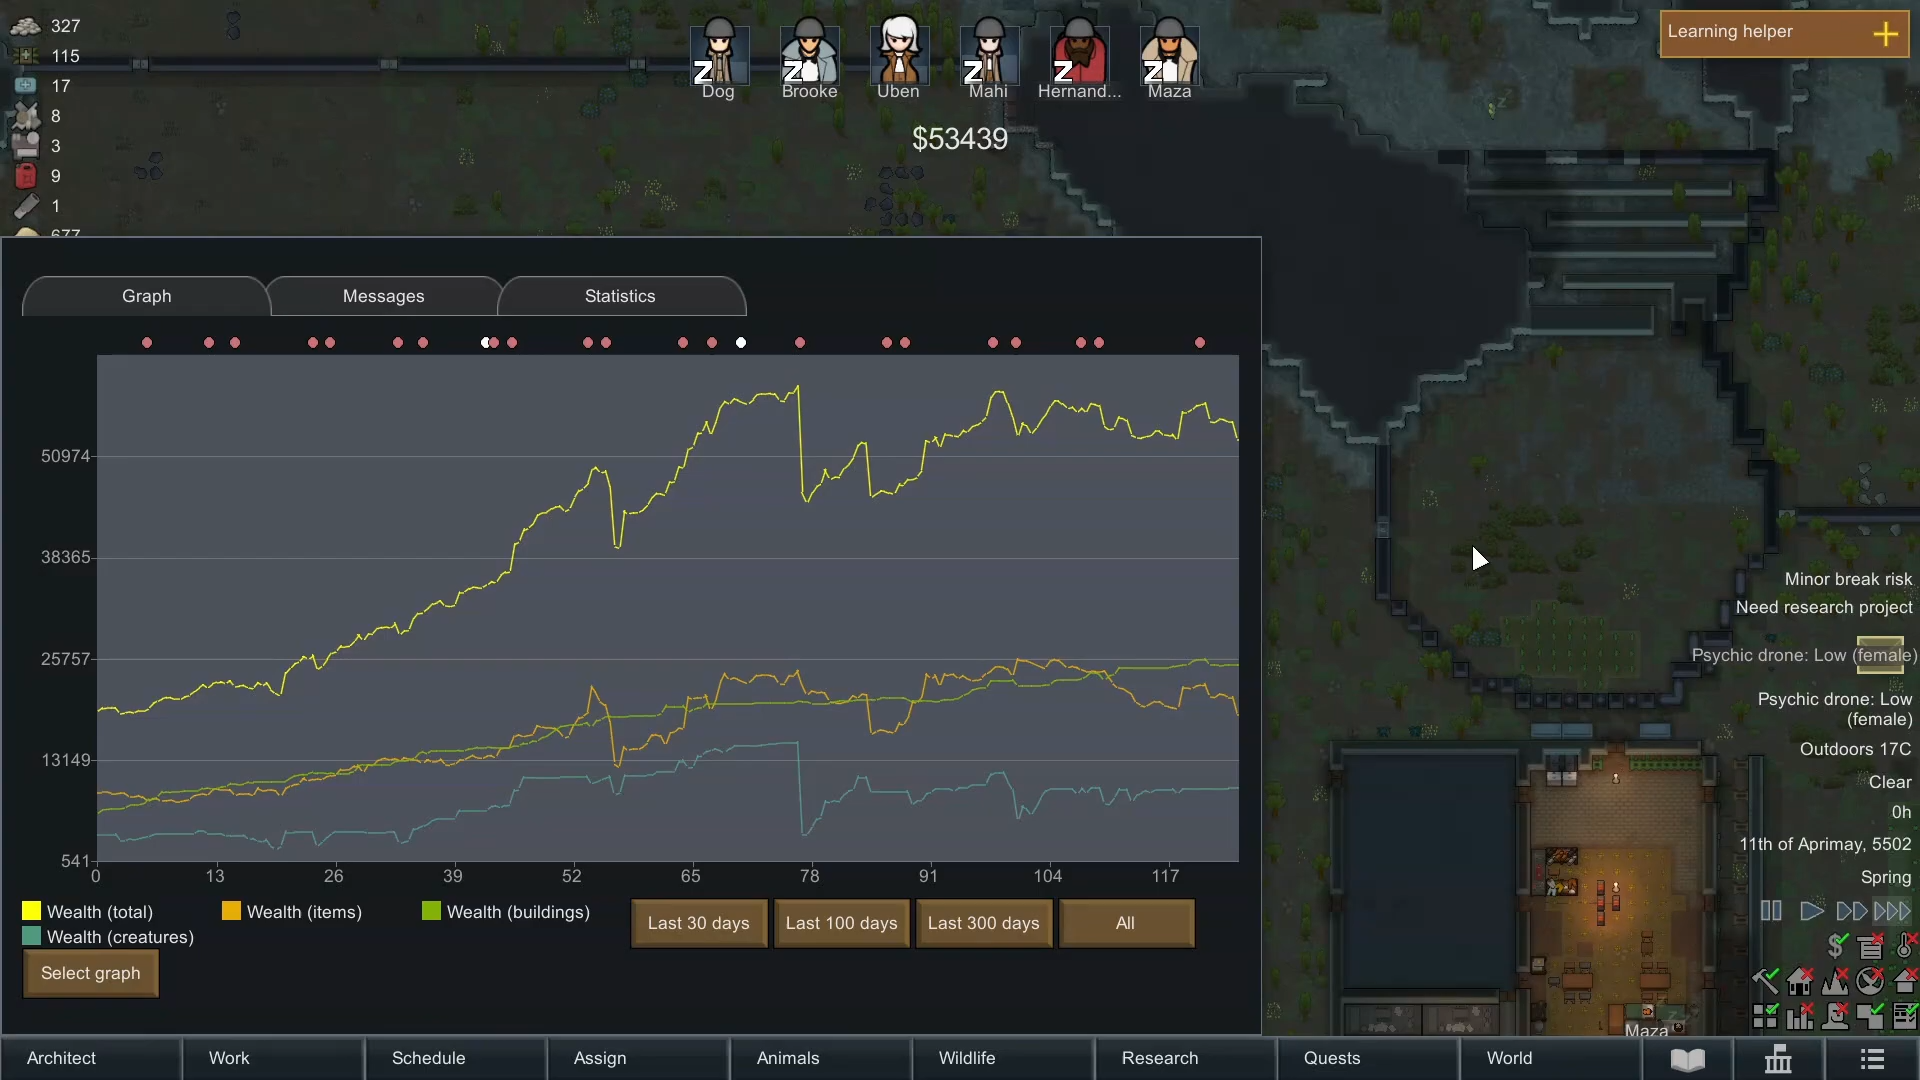 327
115
17
8
3
9
1
677
Dog
Brooke
Uben
Mahi
Hernand...
Maza
$53439
Learning helper
Graph
Messages
Statistics
50974
38365
25757
13149
541
0
13
26
39
52
65
78
91
104
117
Wealth (total)
Wealth (items)
Wealth (buildings)
Wealth (creatures)
Last 30 days
Last 100 days
Last 300 days
All
Select graph
Minor break risk
Need research project
Psychic drone: Low (female)
Psychic drone: Low
(female)
Outdoors 17C
Clear
0h
11th of Aprimay, 5502
Spring
Maza
Architect
Work
Schedule
Assign
Animals
Wildlife
Research
Quests
World